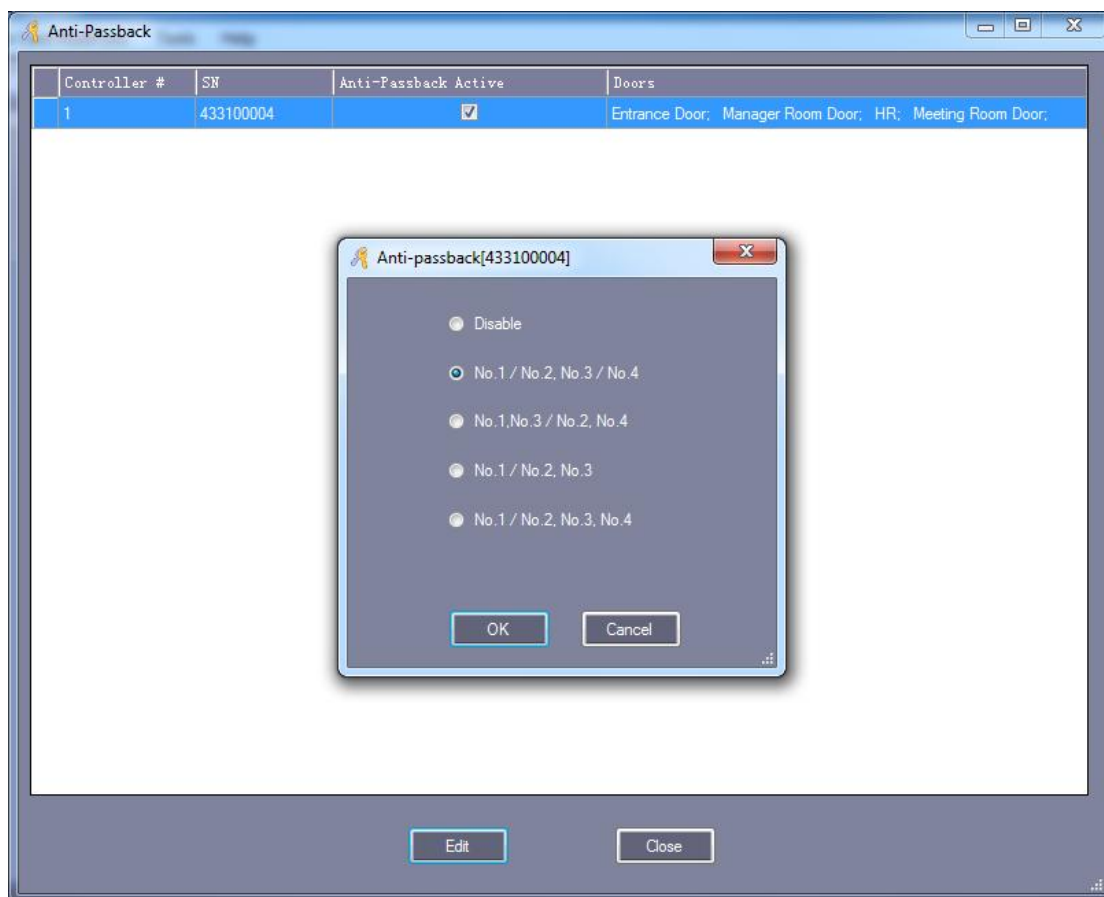 Anti-Passback
Tools Help
Controller # SN Anti-Passback Active Doors
1 433100004 Entrance Door; Manager Room Door; HR; Meeting Room Door;
Anti-passback[433100004]
Disable
No.1 / No.2, No.3 / No.4
No.1,No.3 / No.2, No.4
No.1 / No.2, No.3
No.1 / No.2, No.3, No.4
OK Cancel
Edit Close